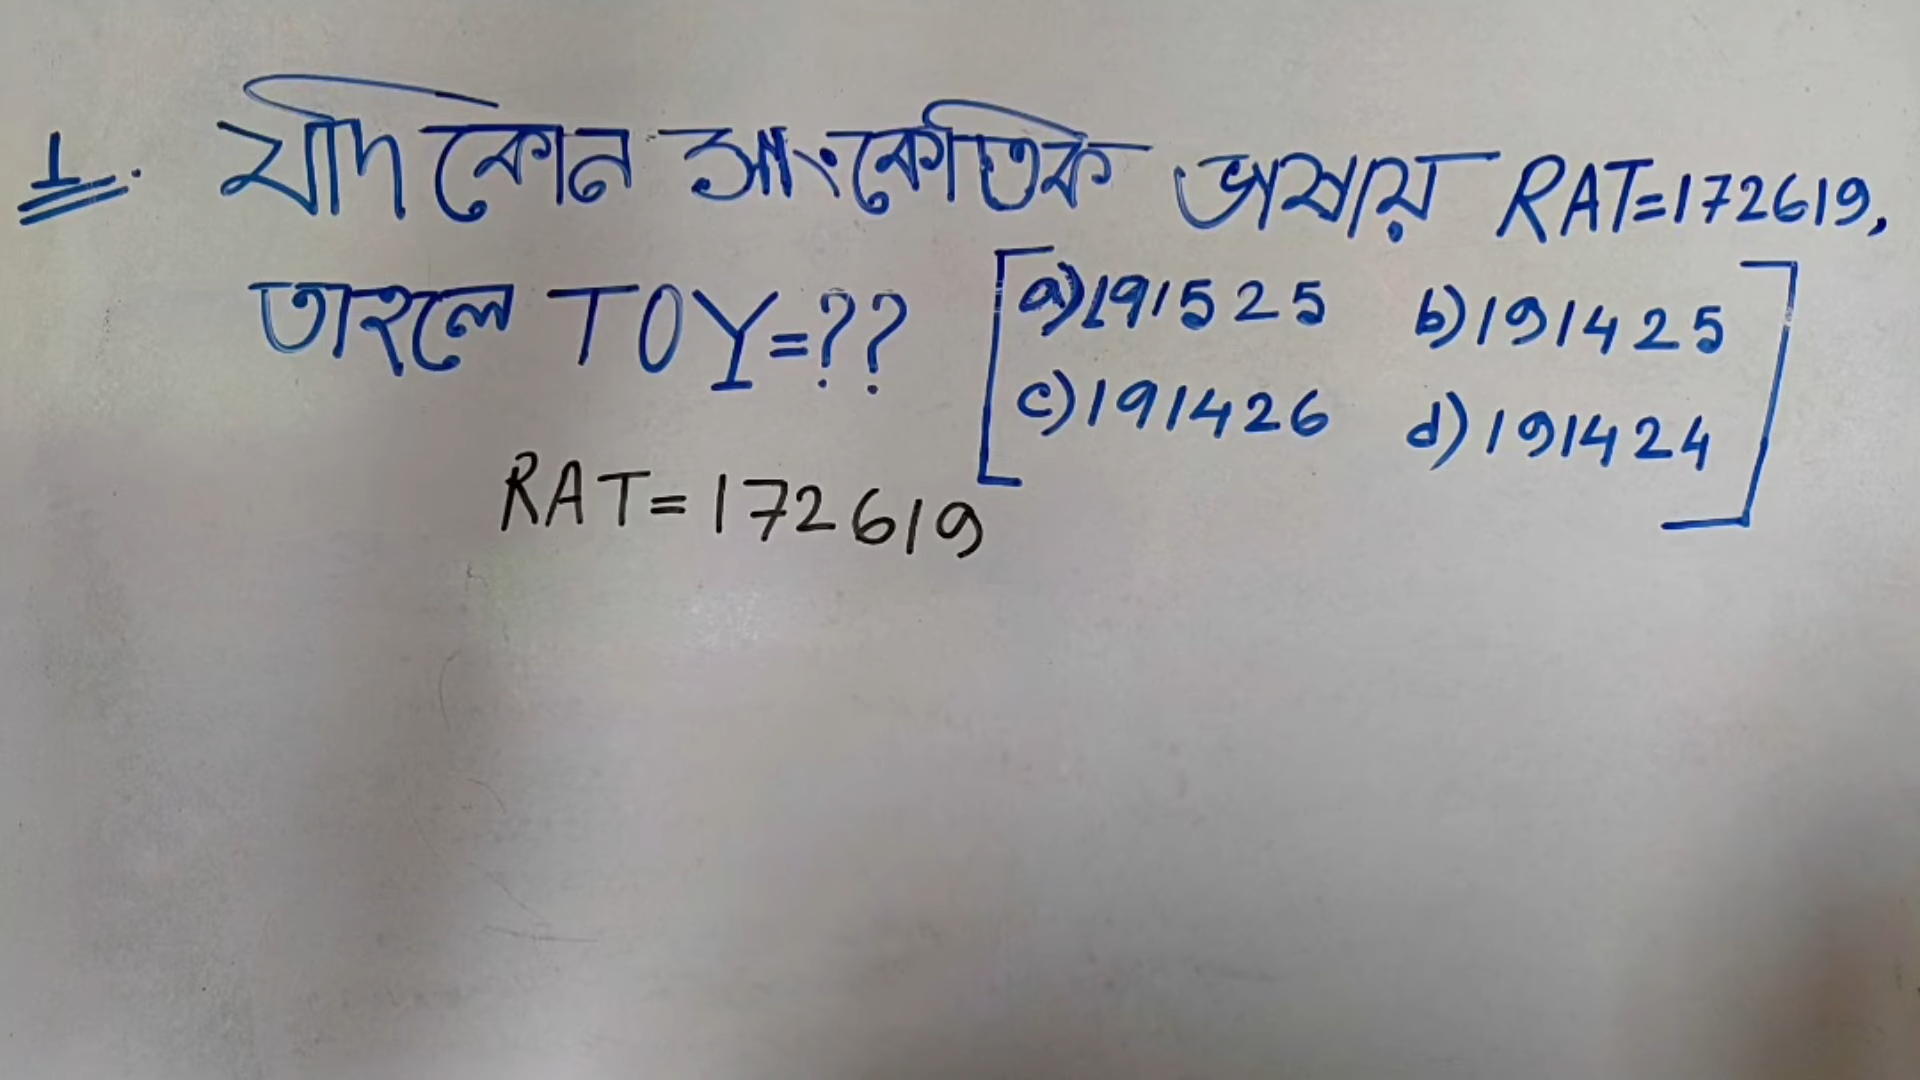 1. যদি কোন সাংকেতিক ভাষায় RAT=172619,
তাহলে TOY=?? [a)191525 b)191425
c)191426 d)191424]
RAT=172619